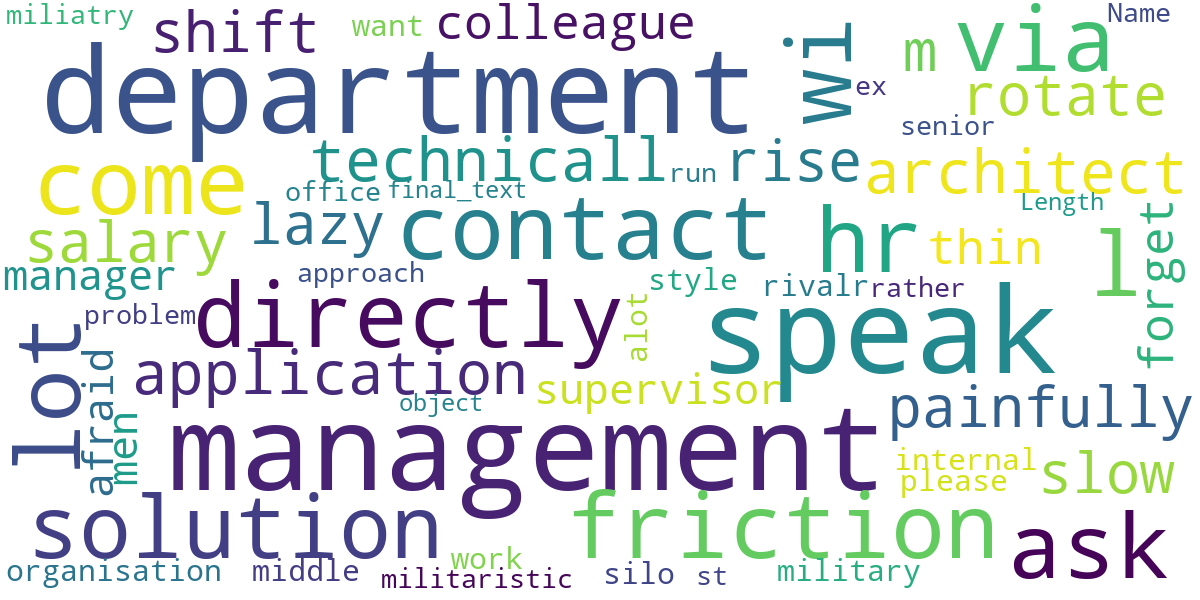 miliatry
shift
want
colleague
wi
m
via
Name
department
ex
rotate
senior
come
technicall
run
rise
architect
office
final_text
Length
salary
lazy
contact
hr
thin
l
forget
manager
approach
style
rivalr
rather
problem
directly
alot
speak
lot
afraid
men
application
object
supervisor
painfully
management
internal
please
slow
solution
friction
ask
organisation
middle
work
militaristic
silo
st
military